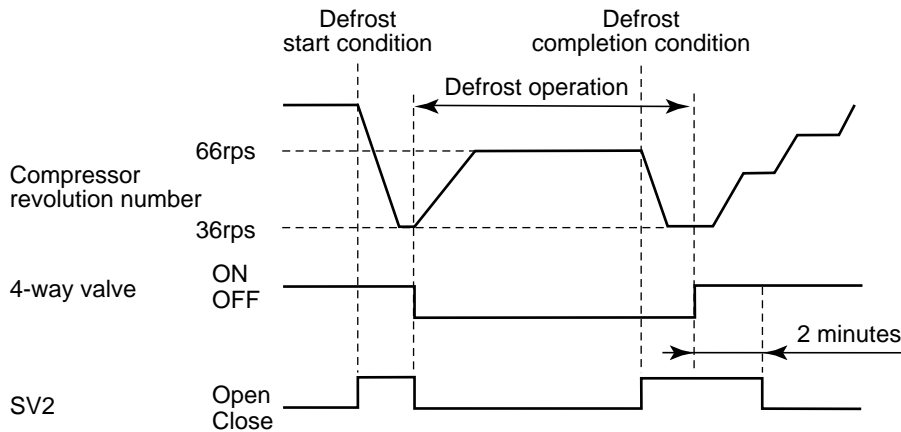 Defrost
start condition
Defrost
completion condition
Defrost operation
66rps
Compressor
revolution number
36rps
4-way valve
ON
OFF
2 minutes
SV2
Open
Close